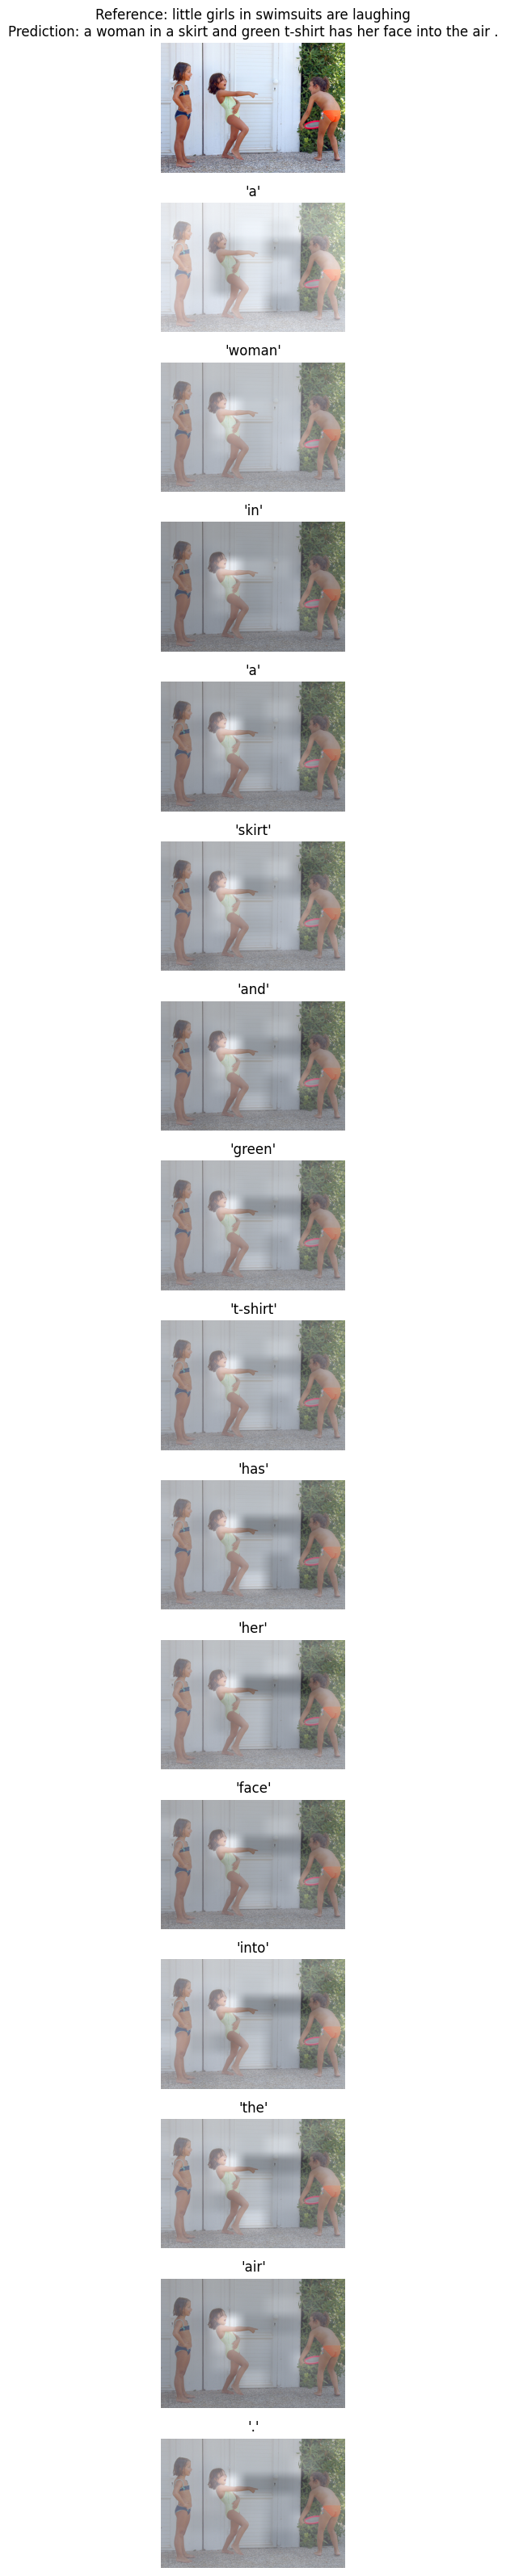 Reference: little girls in swimsuits are laughing
Prediction: a woman in a skirt and green t-shirt has her face into the air .
'a'
'woman'
'in'
'a'
'skirt'
'and'
'green'
't-shirt'
'has'
'her'
'face'
'into'
'the'
'air'
'.'